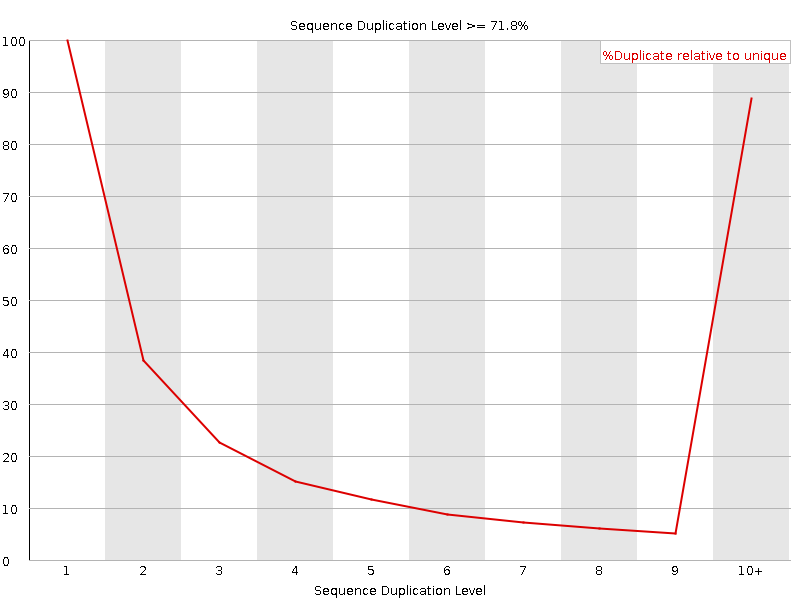 Sequence Duplication Level >= 71.8%
%Duplicate relative to unique
100
90
80
70
60
50
40
30
20
10
0
1 2 3 4 5 6 7 8 9 10+
Sequence Duplication Level